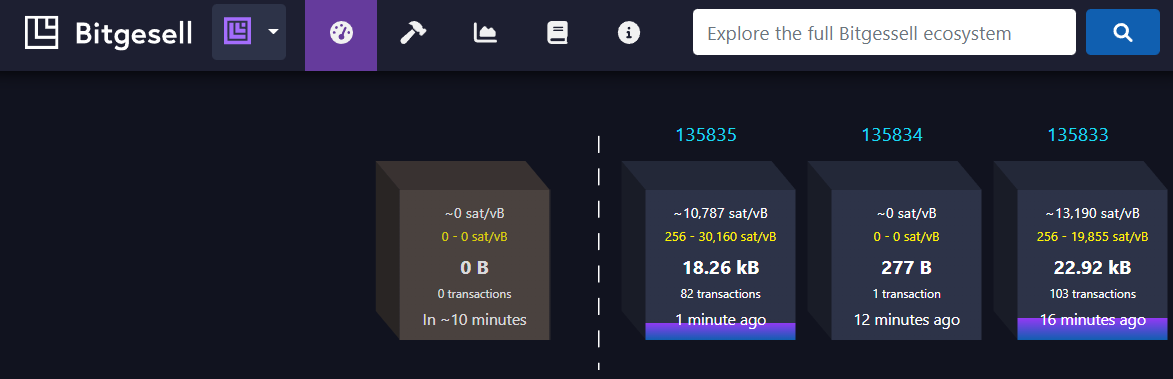 Bitgesell
Explore the full Bitgessell ecosystem
135835
135834
135833
~0 sat/vB
0 - 0 sat/vB
0 B
0 transactions
In ~10 minutes
~10,787 sat/vB
256 - 30,160 sat/vB
18.26 kB
82 transactions
1 minute ago
~0 sat/vB
0 - 0 sat/vB
277 B
1 transaction
12 minutes ago
~13,190 sat/vB
256 - 19,855 sat/vB
22.92 kB
103 transactions
16 minutes ago